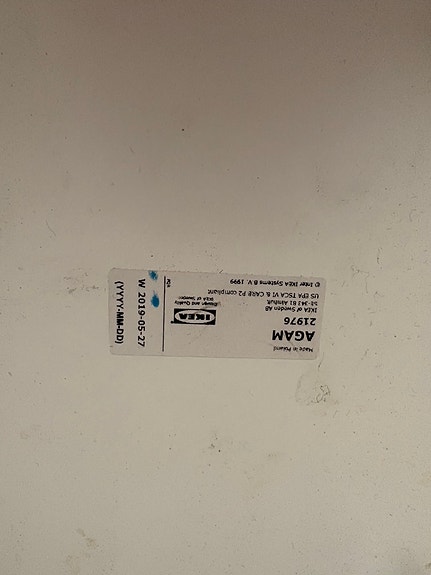 Made in Poland
AGAM
21976
IKEA of Sweden AB
SE-343 81 Älmhult
US EPA TSCA VI & CARB P2 compliant
© Inter IKEA Systems B.V. 1999
IKEA
Design and Quality
IKEA of Sweden
W 2019-05-27
(YYYY-MM-DD)